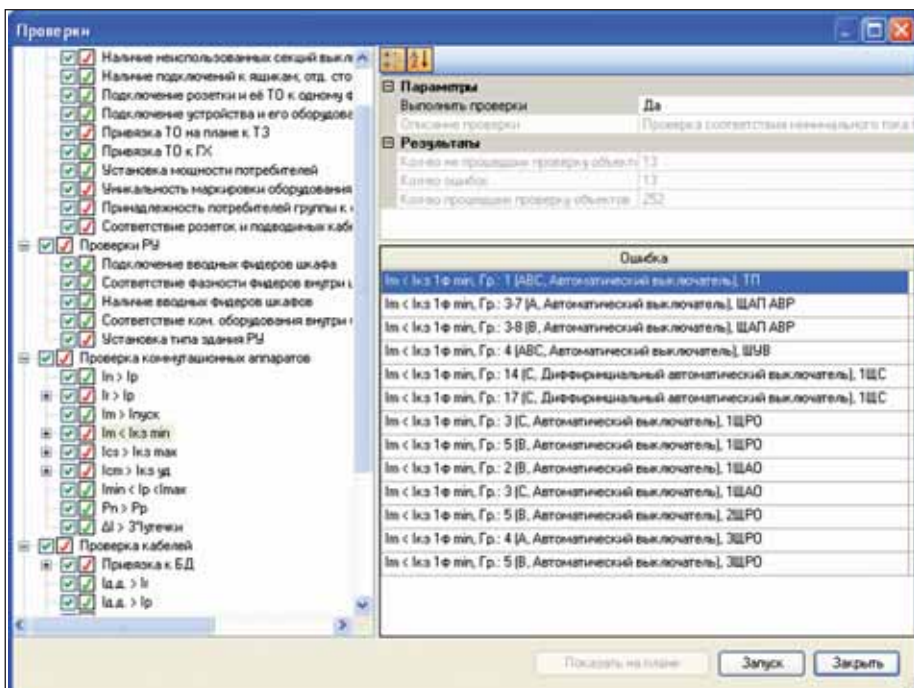 Проверки
Наличие неиспользованных секций выкл
Наличие подключений к ящикам, отд. сто
Подключение розетки и её ТО к одному ф
Подключение устройства и его оборудова
Привязка ТО на плане к ТЗ
Привязка ТО к ГХ
Установка мощности потребителей
Уникальность маркировки оборудования
Принадлежность потребителей группы к
Соответствие розеток и подводимых каб
Проверки РУ
Подключение вводных фидеров шкафа
Соответствие фазности фидеров внутри
Наличие вводных фидеров шкафов
Соответствие ком. оборудования внутри
Установка типа здания РУ
Проверка коммутационных аппаратов
In > Iр
Ir > Iр
Im > Iпуск
Im < Iкз min
Ics > Iкз max
Icm > Iкз уд
Imin < Iр <Imax
Pn > Pр
ΔI > 3*Iутечки
Проверка кабелей
Привязка к БД
Iд.д. > Ir
Iд.д. > Iр
Параметры
Выполнить проверки Да
Описание проверки Проверка соответствия номинального тока
Результаты
Кол-во не прошедших проверку объект 13
Кол-во ошибок 13
Кол-во прошедших проверку объектов 252
Ошибка
Im < Iкз 1ф min, Гр.: 1 (ABC, Автоматический выключатель), ТП
Im < Iкз 1ф min, Гр.: 3-7 (A, Автоматический выключатель), ЩАП АВР
Im < Iкз 1ф min, Гр.: 3-8 (B, Автоматический выключатель), ЩАП АВР
Im < Iкз 1ф min, Гр.: 4 (ABC, Автоматический выключатель), ШУВ
Im < Iкз 1ф min, Гр.: 14 (C, Диффиринциальный автоматический выключатель), 1ЩС
Im < Iкз 1ф min, Гр.: 17 (C, Диффиринциальный автоматический выключатель), 1ЩС
Im < Iкз 1ф min, Гр.: 3 (C, Автоматический выключатель), 1ЩРО
Im < Iкз 1ф min, Гр.: 5 (B, Автоматический выключатель), 1ЩРО
Im < Iкз 1ф min, Гр.: 2 (B, Автоматический выключатель), 1ЩАО
Im < Iкз 1ф min, Гр.: 3 (C, Автоматический выключатель), 1ЩАО
Im < Iкз 1ф min, Гр.: 5 (B, Автоматический выключатель), 2ЩРО
Im < Iкз 1ф min, Гр.: 4 (A, Автоматический выключатель), 3ЩРО
Im < Iкз 1ф min, Гр.: 5 (B, Автоматический выключатель), 3ЩРО
Показать на плане Запуск Закрыть